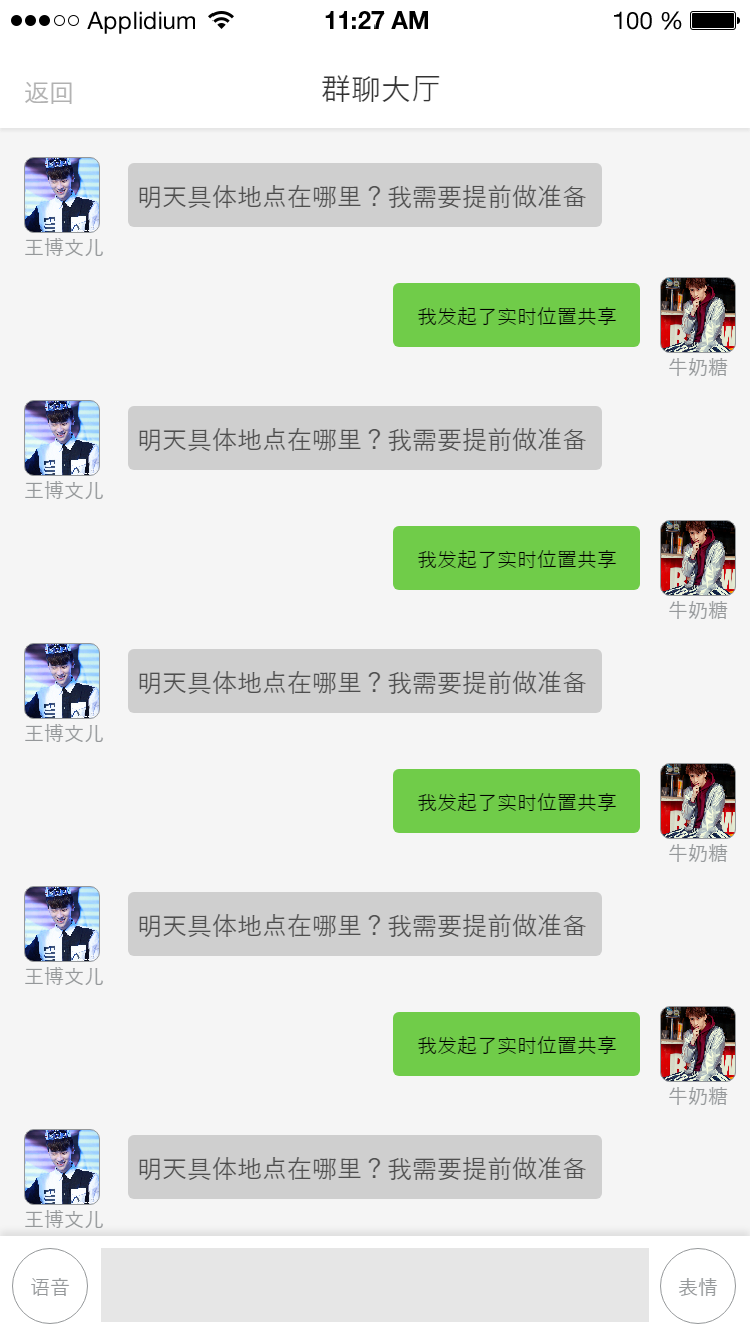 ●●●○○ Applidium 11:27 AM 100 %
返回 群聊大厅
明天具体地点在哪里？我需要提前做准备
王博文儿
我发起了实时位置共享
牛奶糖
明天具体地点在哪里？我需要提前做准备
王博文儿
我发起了实时位置共享
牛奶糖
明天具体地点在哪里？我需要提前做准备
王博文儿
我发起了实时位置共享
牛奶糖
明天具体地点在哪里？我需要提前做准备
王博文儿
我发起了实时位置共享
牛奶糖
明天具体地点在哪里？我需要提前做准备
王博文儿
语音 表情